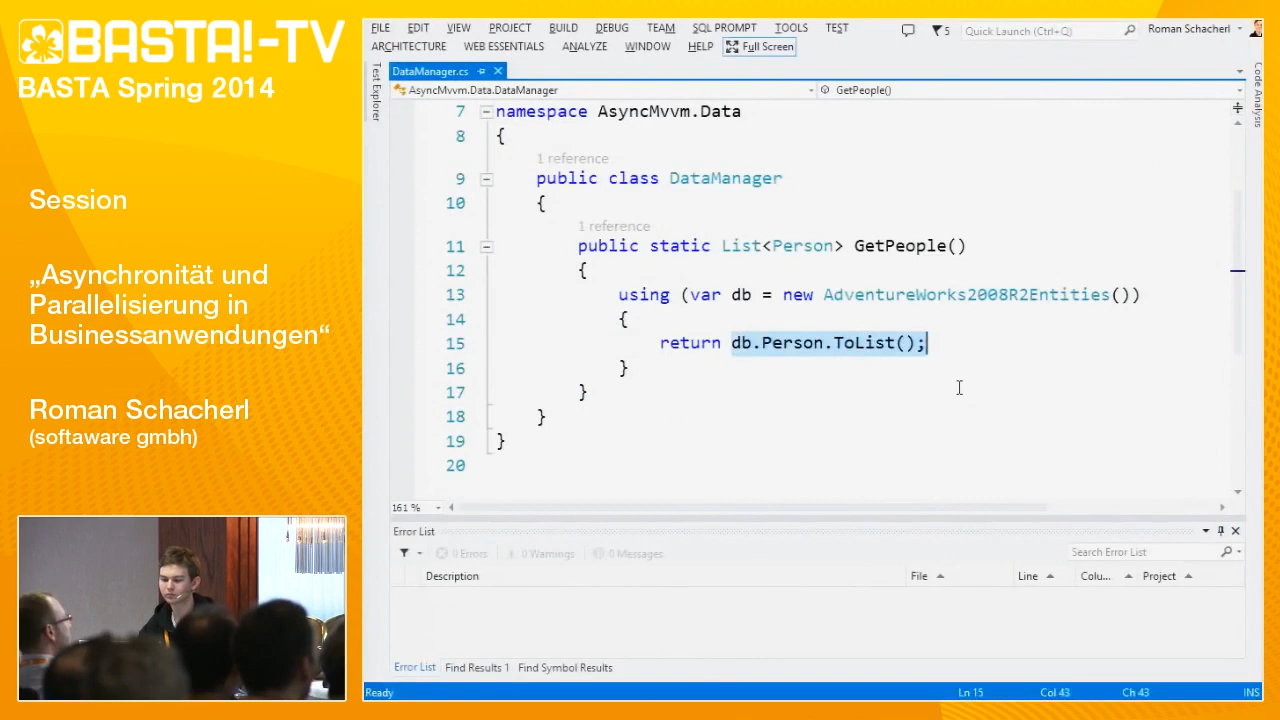 BASTA!-TV
BASTA Spring 2014
Session
„Asynchronität und
Parallelisierung in
Businessanwendungen“
Roman Schacherl
(softaware gmbh)
FILE EDIT VIEW PROJECT BUILD DEBUG TEAM SQL PROMPT TOOLS TEST
5 Quick Launch (Ctrl+Q) Roman Schacherl
ARCHITECTURE WEB ESSENTIALS ANALYZE WINDOW HELP Full Screen
Test Explorer
Code Analysis
DataManager.cs
AsyncMvvm.Data.DataManager GetPeople()
7 namespace AsyncMvvm.Data
8 {
1 reference
9 public class DataManager
10 {
1 reference
11 public static List<Person> GetPeople()
12 {
13 using (var db = new AdventureWorks2008R2Entities())
14 {
15 return db.Person.ToList();
16 }
17 }
18 }
19 }
20
161 %
Error List
0 Errors 0 Warnings 0 Messages Search Error List
Description File Line Colu... Project
Error List Find Results 1 Find Symbol Results
Ready Ln 15 Col 43 Ch 43 INS